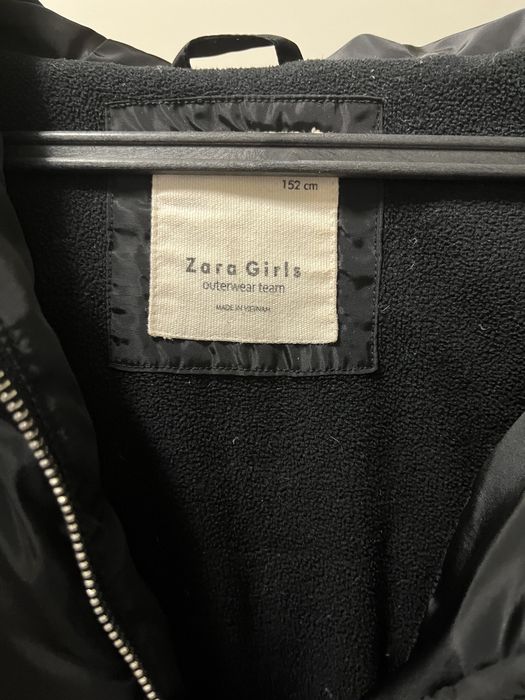 152 cm
Zara Girls
outerwear team
MADE IN VIETNAM